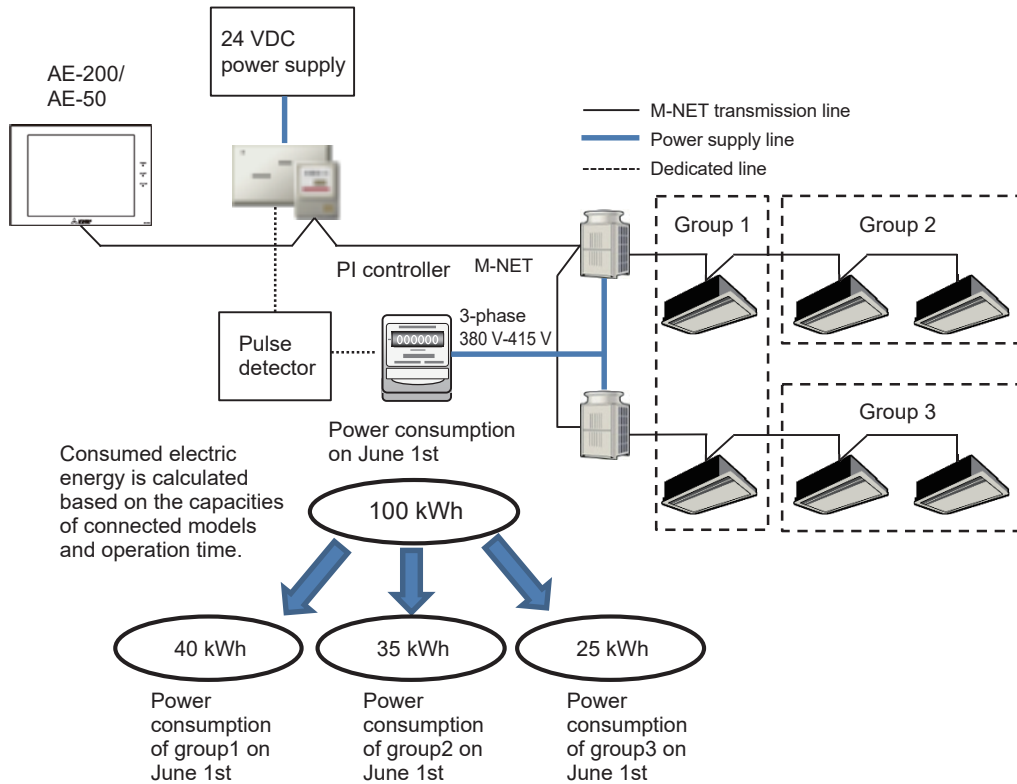 24 VDC
power supply
AE-200/
AE-50
M-NET transmission line
Power supply line
Dedicated line
Group 1
Group 2
PI controller
M-NET
3-phase
380 V-415 V
Pulse
detector
000000
Group 3
Power consumption
on June 1st
Consumed electric
energy is calculated
based on the capacities
of connected models
and operation time.
100 kWh
40 kWh
35 kWh
25 kWh
Power
consumption
of group1 on
June 1st
Power
consumption
of group2 on
June 1st
Power
consumption
of group3 on
June 1st